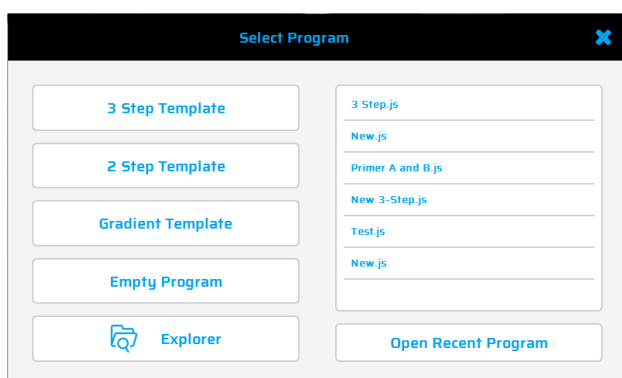 Select Program
3 Step Template
2 Step Template
Gradient Template
Empty Program
Explorer
3 Step.js
New.js
Primer A and B.js
New 3-Step.js
Test.js
New.js
Open Recent Program